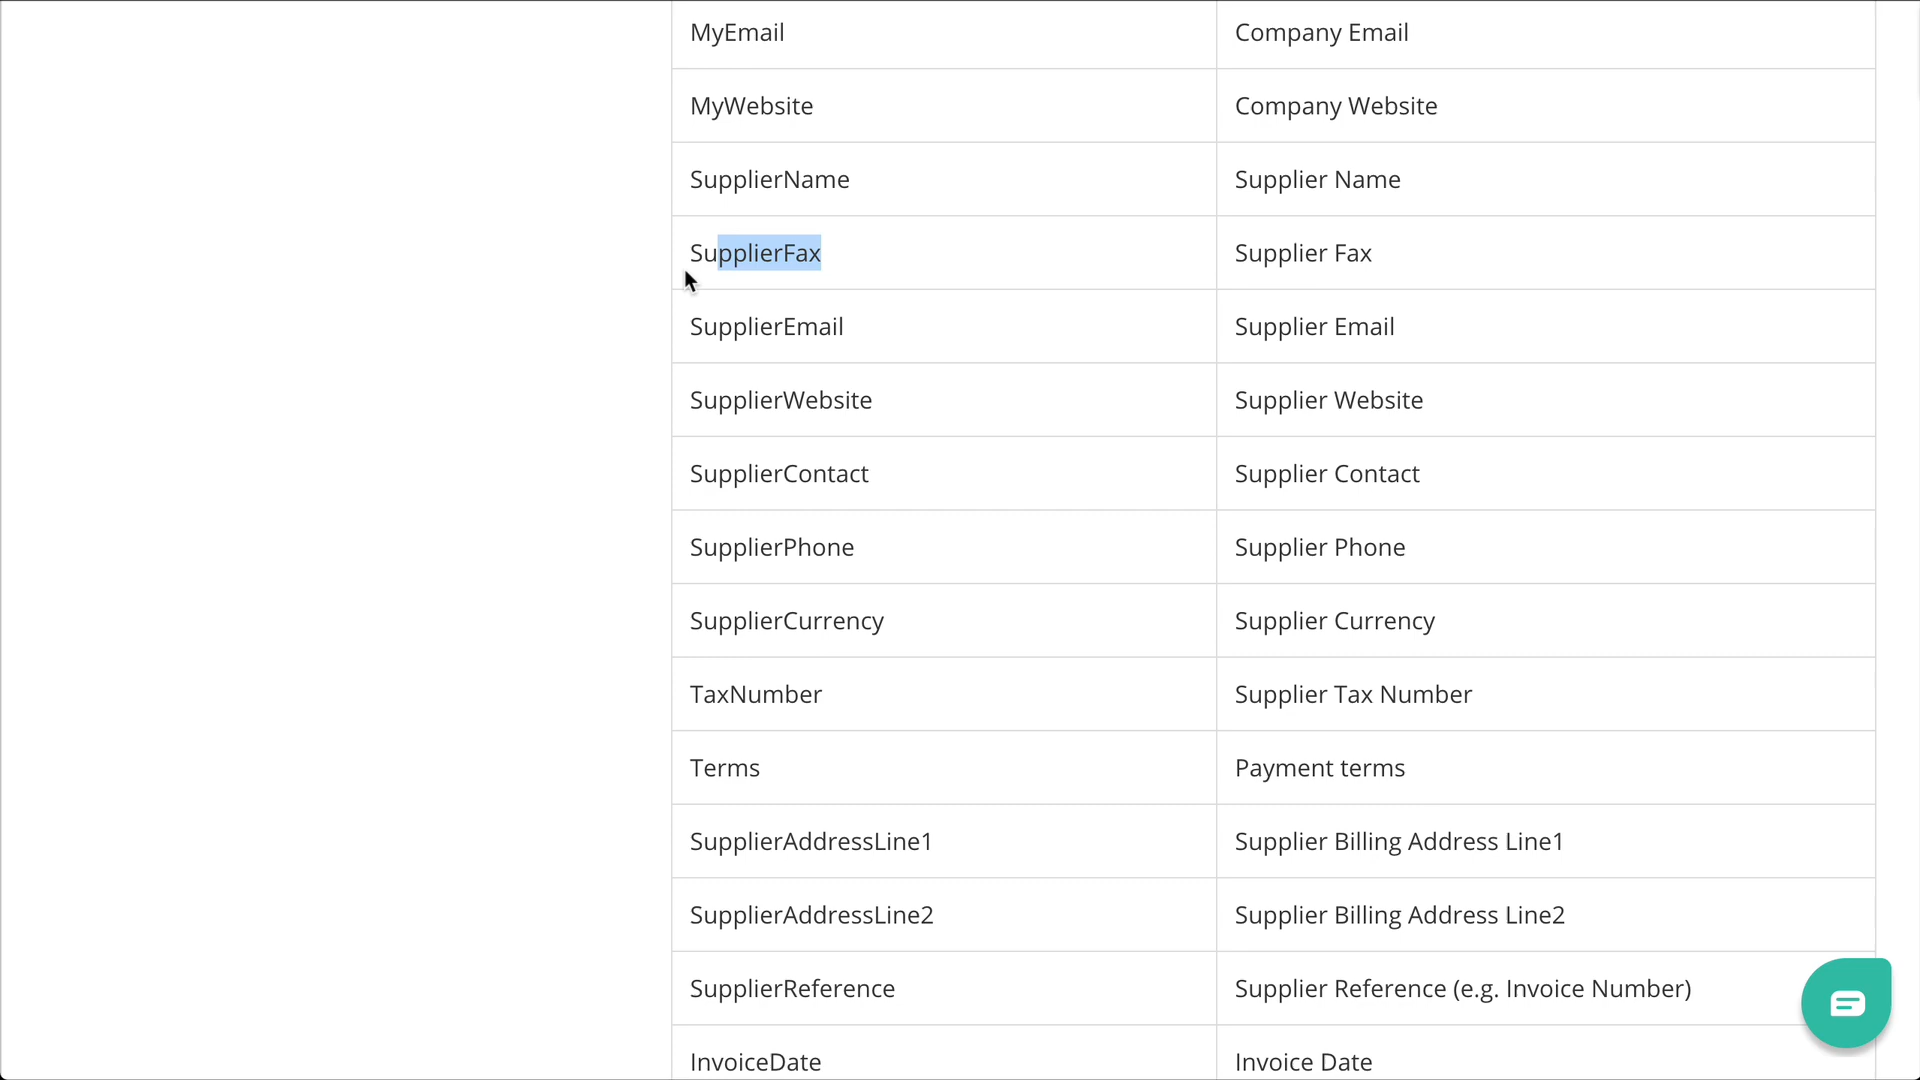 MyEmail Company Email
MyWebsite Company Website
SupplierName Supplier Name
SupplierFax Supplier Fax
SupplierEmail Supplier Email
SupplierWebsite Supplier Website
SupplierContact Supplier Contact
SupplierPhone Supplier Phone
SupplierCurrency Supplier Currency
TaxNumber Supplier Tax Number
Terms Payment terms
SupplierAddressLine1 Supplier Billing Address Line1
SupplierAddressLine2 Supplier Billing Address Line2
SupplierReference Supplier Reference (e.g. Invoice Number)
InvoiceDate Invoice Date